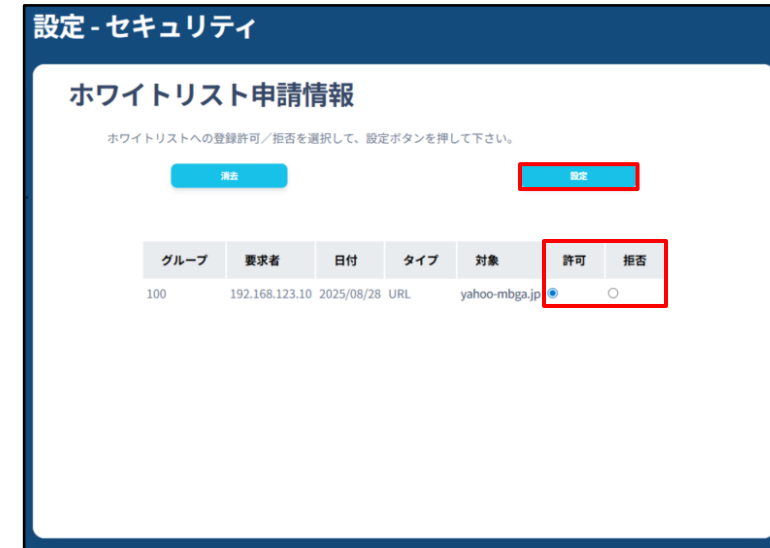 設定 - セキュリティ
ホワイトリスト申請情報
ホワイトリストへの登録許可／拒否を選択して、設定ボタンを押して下さい。
消去 設定
グループ 要求者 日付 タイプ 対象 許可 拒否
100 192.168.123.10 2025/08/28 URL yahoo-mbga.jp